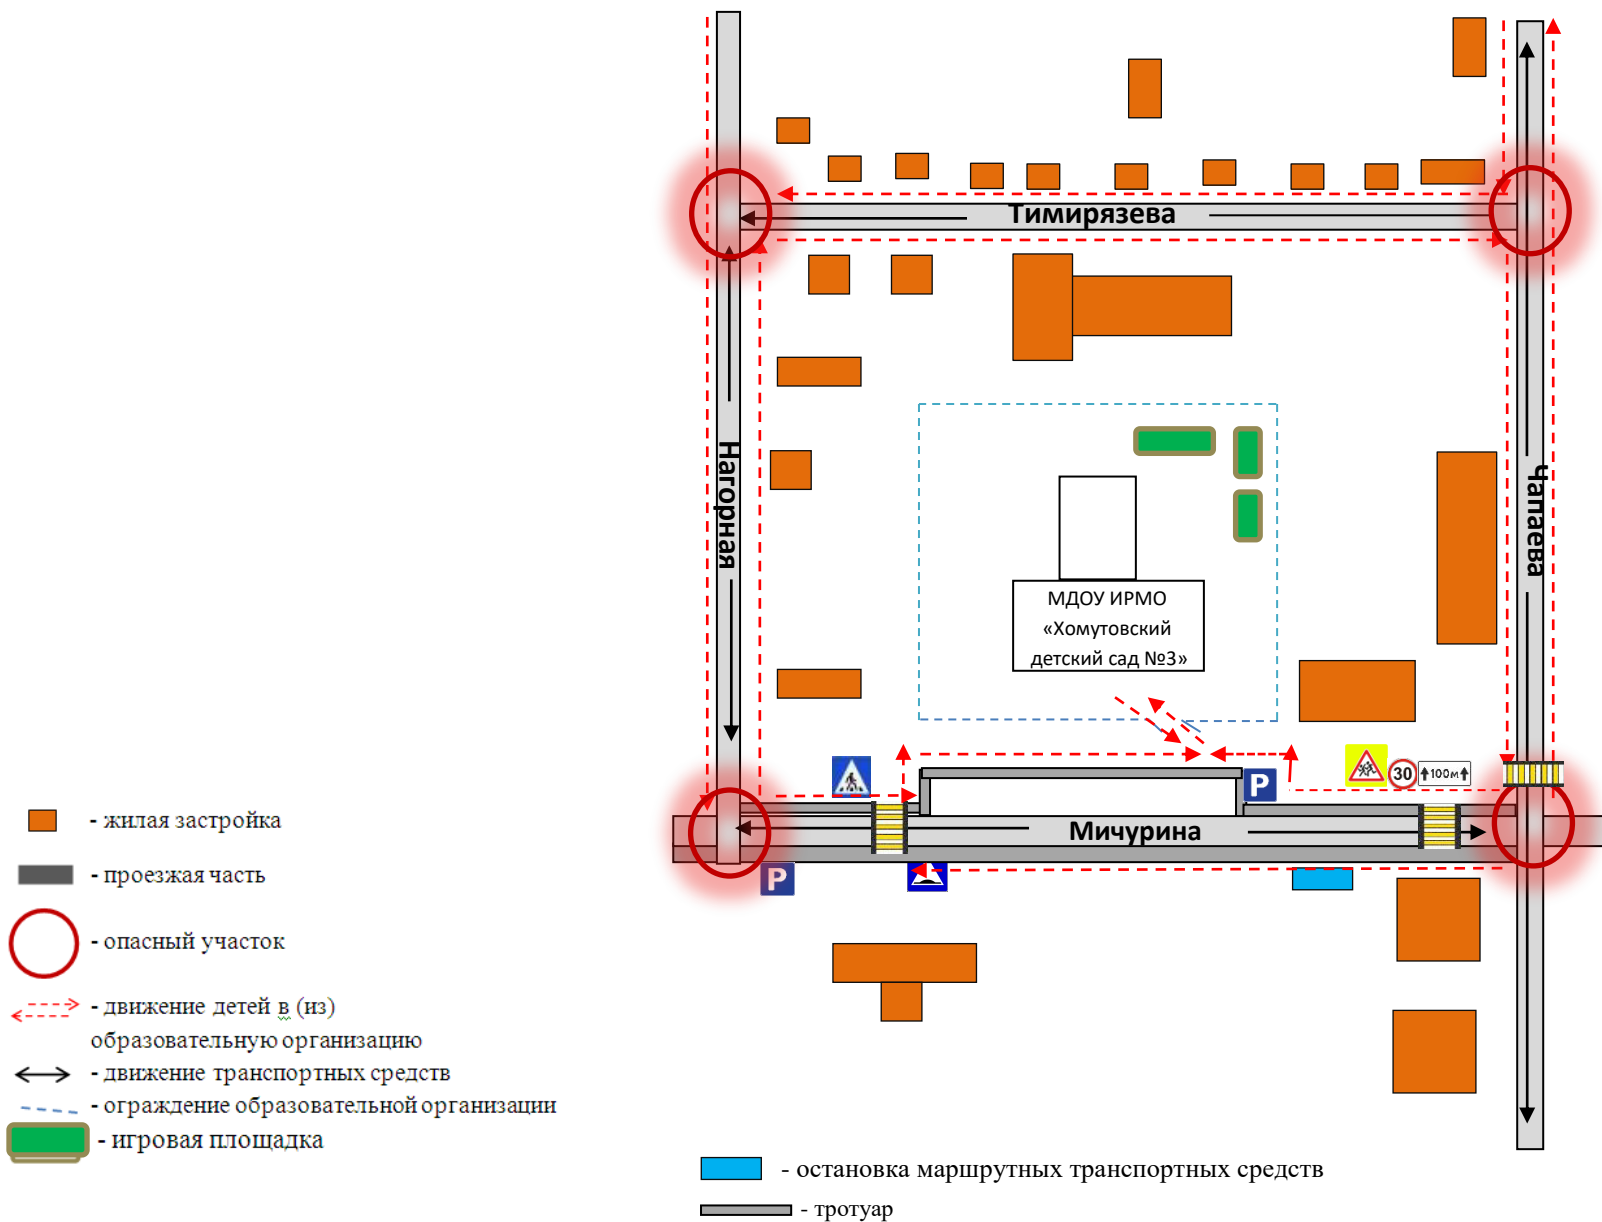 Тимирязева
Нагорная
Чапаева
МДОУ ИРМО
«Хомутовский
детский сад №3»
30
100м
P
Мичурина
P
- жилая застройка
- проезжая часть
- опасный участок
- движение детей в (из)
образовательную организацию
- движение транспортных средств
- ограждение образовательной организации
- игровая площадка
- остановка маршрутных транспортных средств
- тротуар